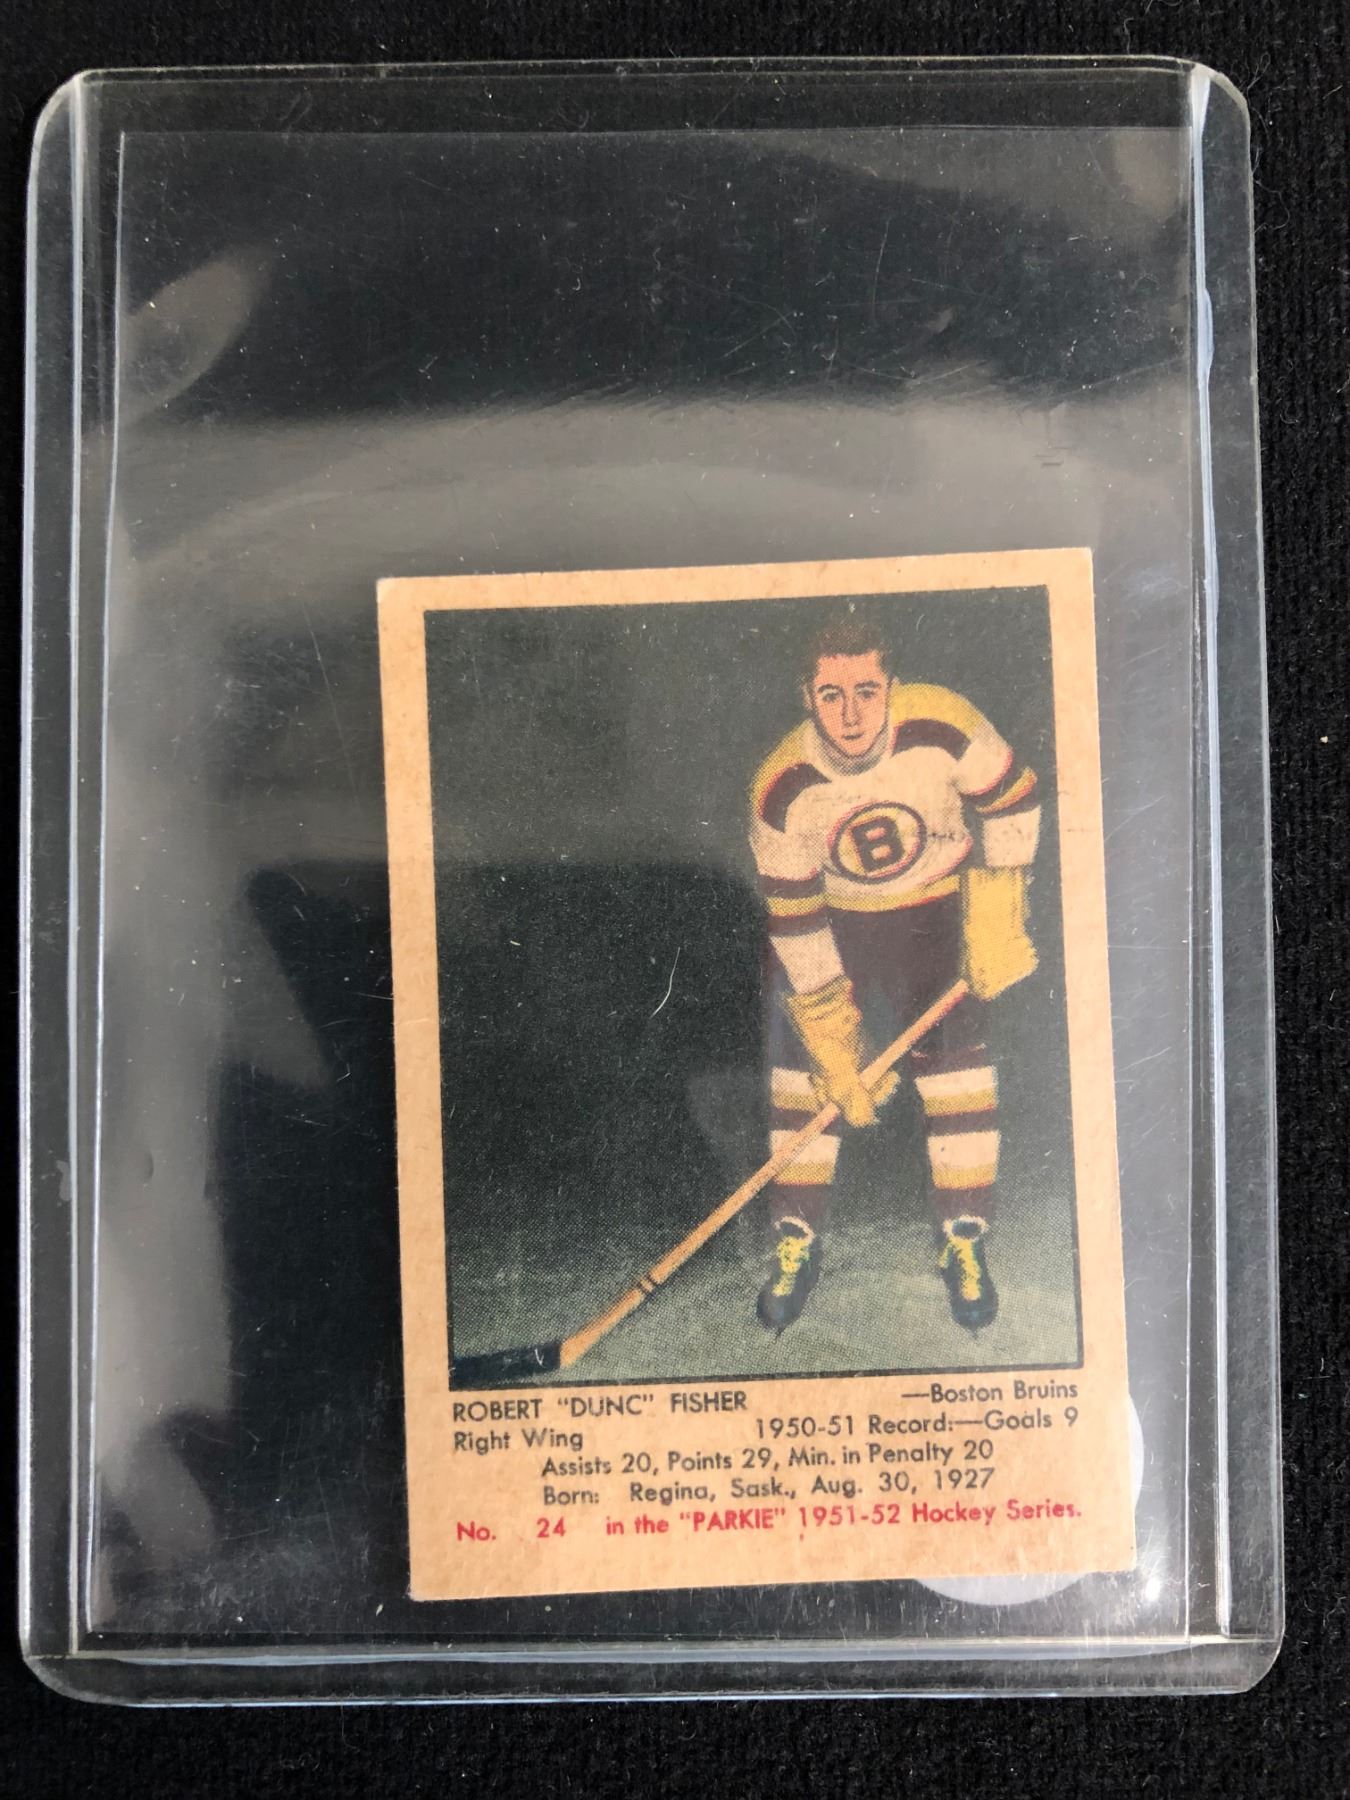 B
ROBERT "DUNC" FISHER —Boston Bruins
Right Wing 1950-51 Record:—Goals 9
Assists 20, Points 29, Min. in Penalty 20
Born: Regina, Sask., Aug. 30, 1927
No. 24 in the "PARKIE" 1951-52 Hockey Series.